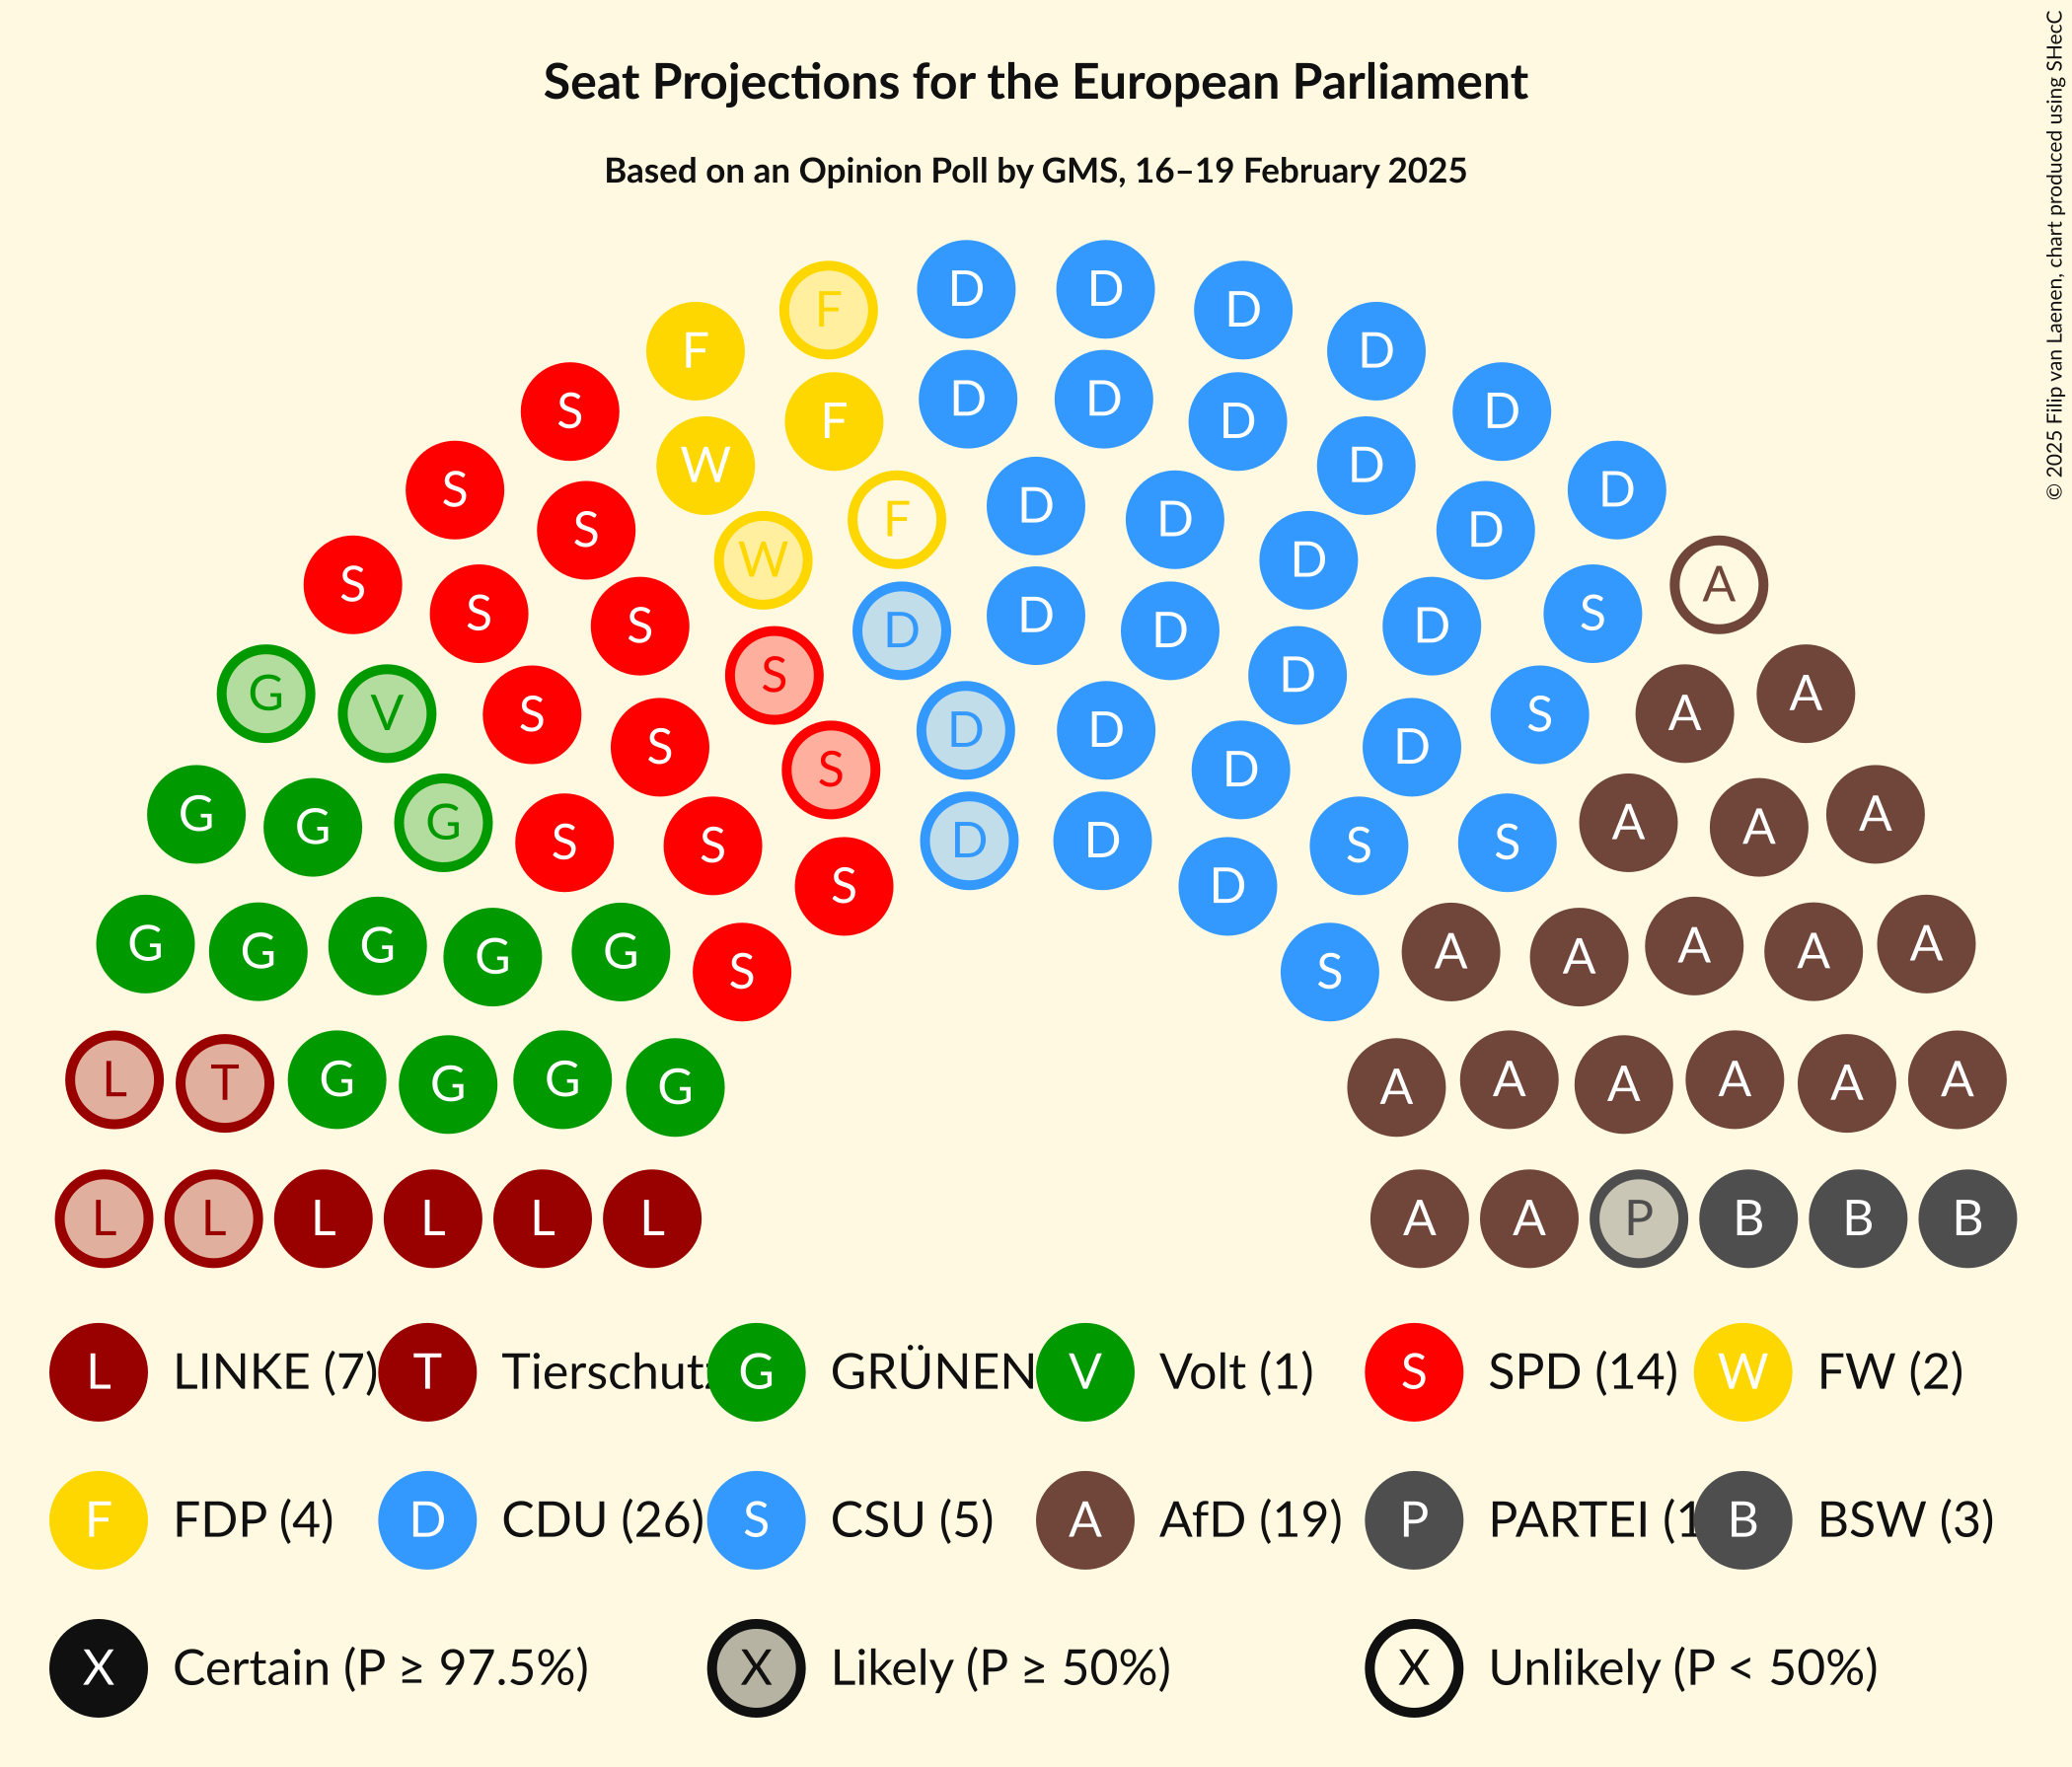 Seat Projections for the European Parliament
Based on an Opinion Poll by GMS, 16–19 February 2025
© 2025 Filip van Laenen, chart produced using SHecC
D D
F D
F D
D D
F D
S D
D D
W D
S D
F D
D
S D
W D
S A
S S
S D
D D
S D
G A
V S S A
D D
S D
S D
G A
G G A A
G S A
D D
S S
S S
S D
G A
G G A A
G G A A
S S
L G G L A A
L T G G G G A A A A A A
L L L L L L A A P B B B
L LINKE (7) T Tierschutz G GRÜNEN V Volt (1) S SPD (14) W FW (2)
F FDP (4) D CDU (26) S CSU (5) A AfD (19) P PARTEI (1 B BSW (3)
X Certain (P ≥ 97.5%) X Likely (P ≥ 50%) X Unlikely (P < 50%)